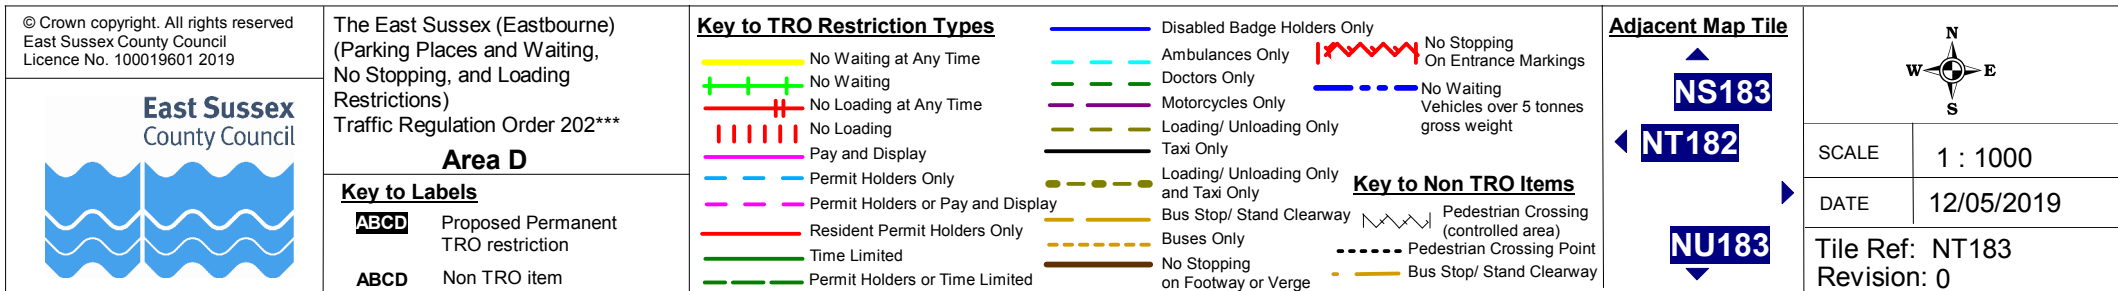 © Crown copyright. All rights reserved
East Sussex County Council
Licence No. 100019601 2019
East Sussex
County Council
The East Sussex (Eastbourne)
(Parking Places and Waiting,
No Stopping, and Loading
Restrictions)
Traffic Regulation Order 202***
Area D
Key to Labels
ABCD Proposed Permanent
TRO restriction
ABCD Non TRO item
Key to TRO Restriction Types
No Waiting at Any Time
No Waiting
No Loading at Any Time
No Loading
Pay and Display
Permit Holders Only
Permit Holders or Pay and Display
Resident Permit Holders Only
Time Limited
Permit Holders or Time Limited
Disabled Badge Holders Only
Ambulances Only
Doctors Only
Motorcycles Only
Loading/ Unloading Only
Taxi Only
Loading/ Unloading Only
and Taxi Only
Bus Stop/ Stand Clearway
Buses Only
No Stopping
on Footway or Verge
No Stopping
On Entrance Markings
No Waiting
Vehicles over 5 tonnes
gross weight
Key to Non TRO Items
Pedestrian Crossing
(controlled area)
Pedestrian Crossing Point
Bus Stop/ Stand Clearway
Adjacent Map Tile
NS183
NT182
NU183
N
W E
S
SCALE 1 : 1000
DATE 12/05/2019
Tile Ref: NT183
Revision: 0